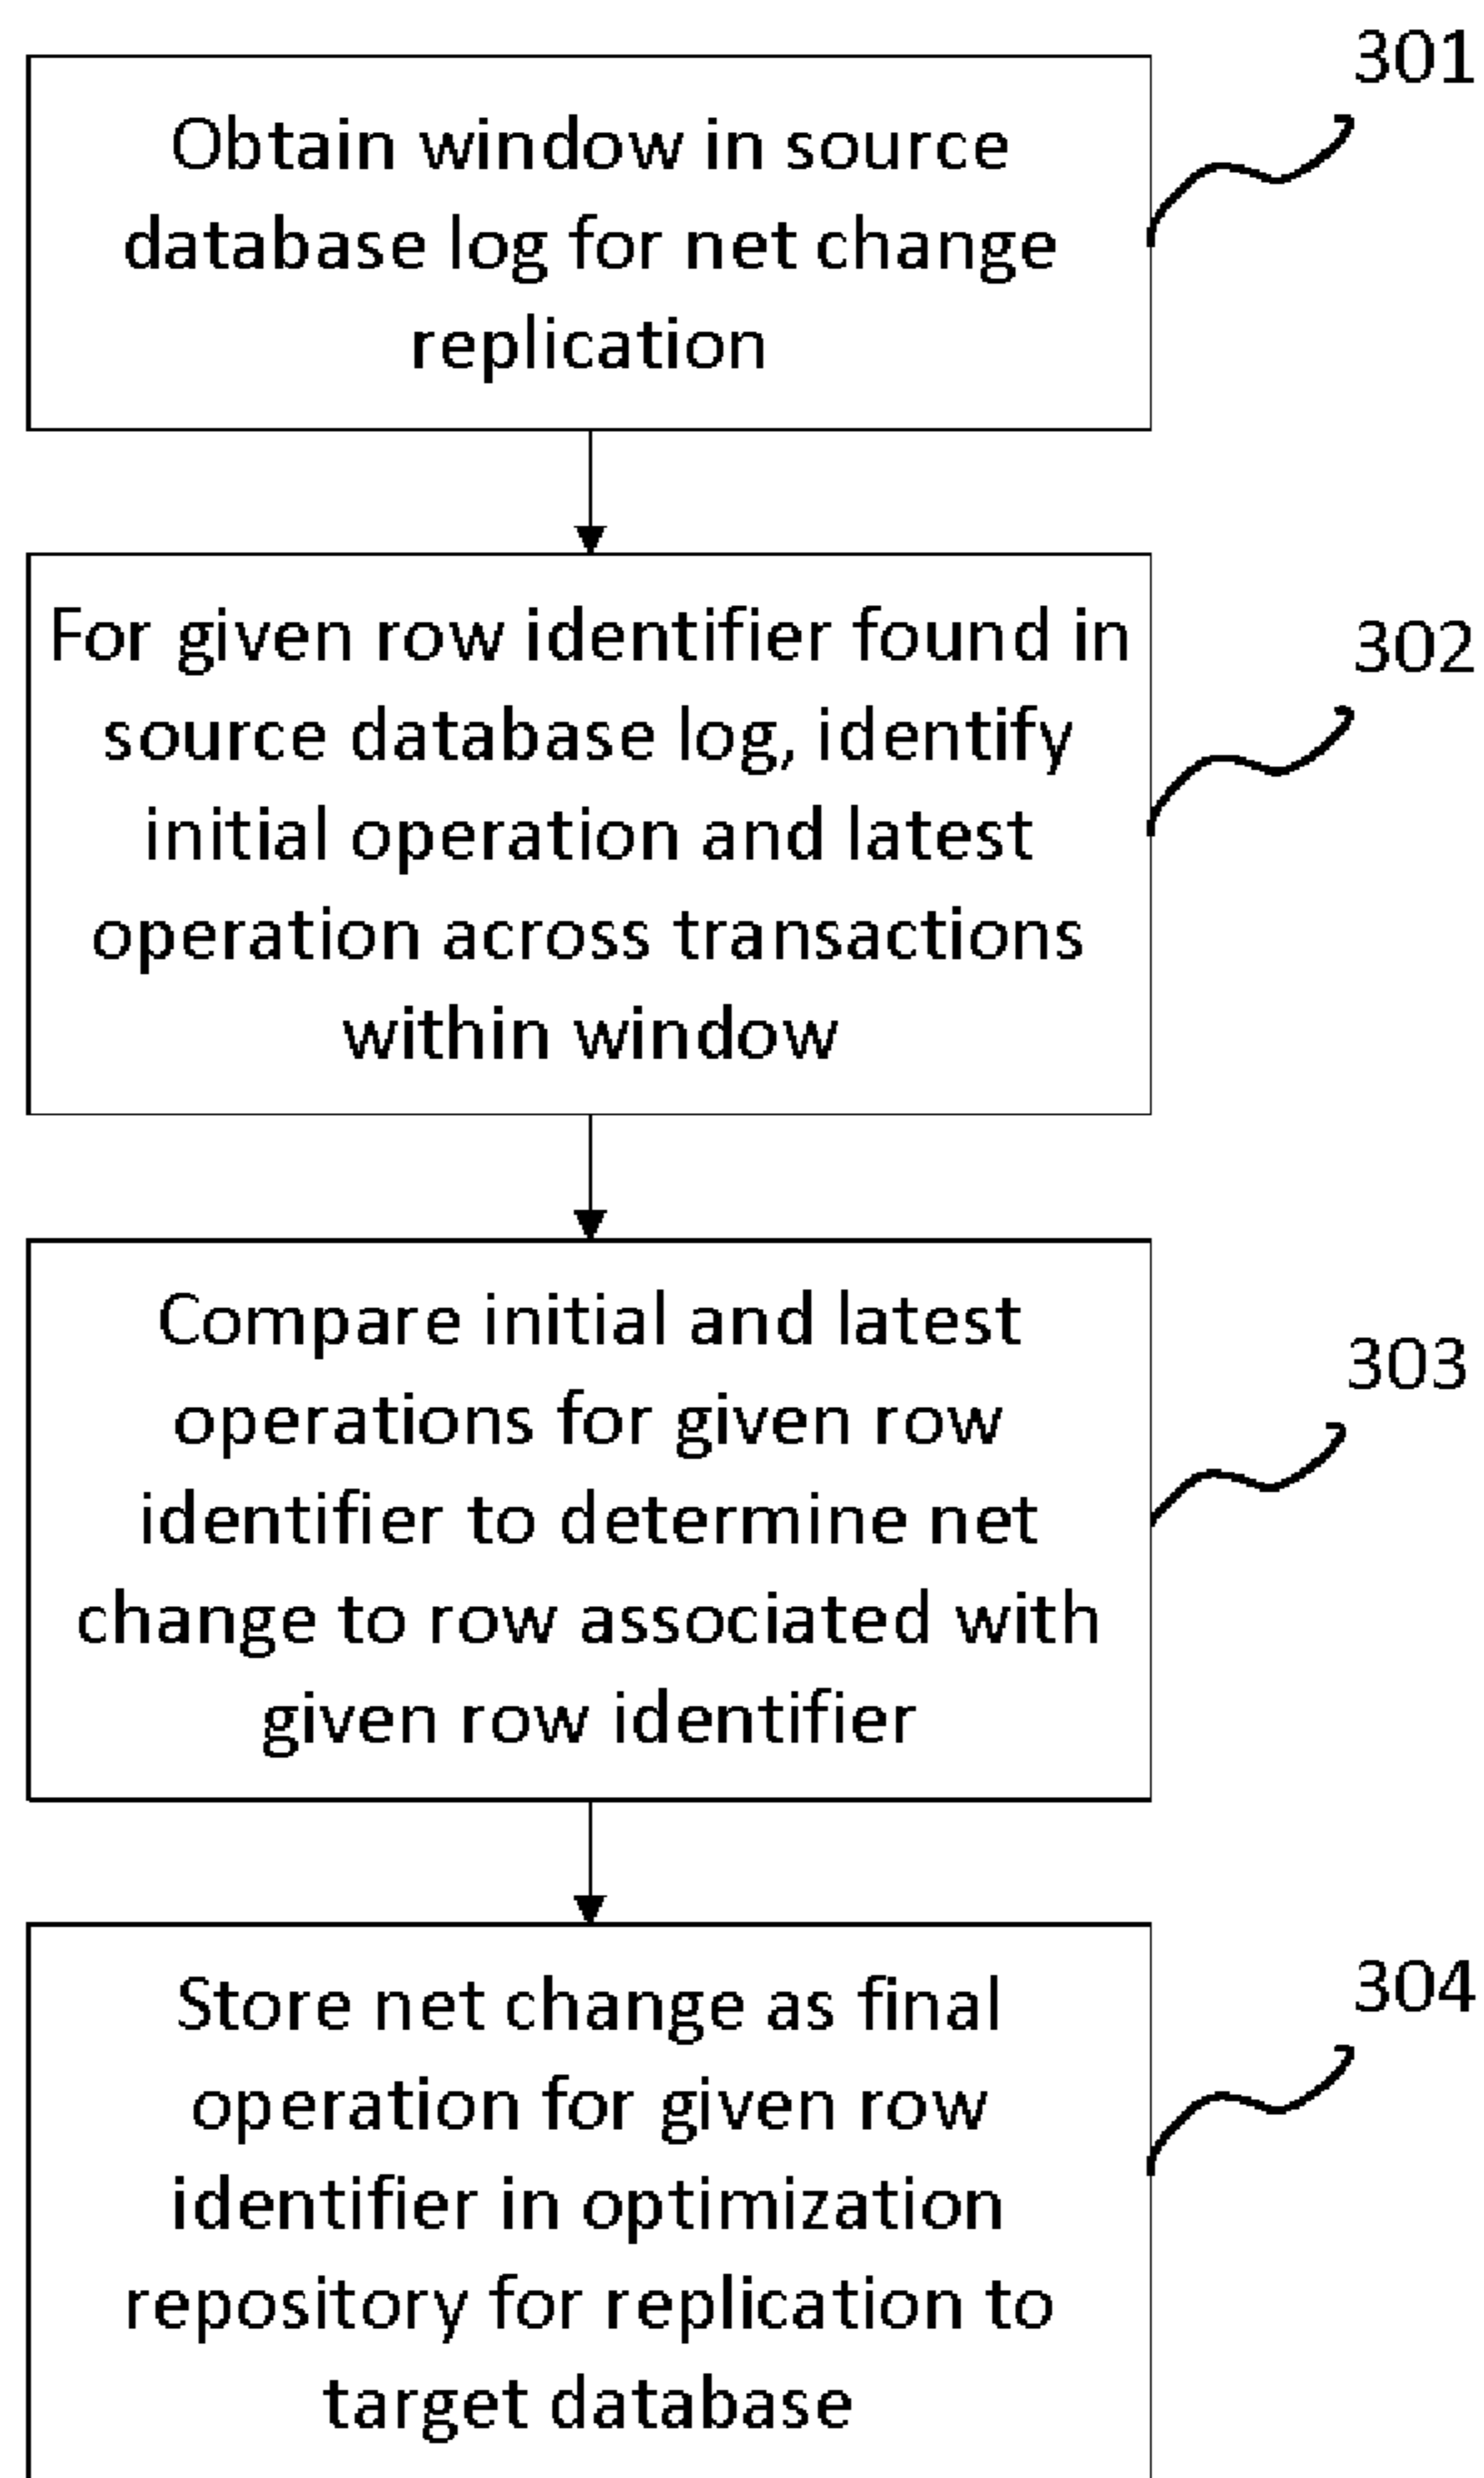 301
Obtain window in source
database log for net change
replication
302
For given row identifier found in
source database log, identify
initial operation and latest
operation across transactions
within window
303
Compare initial and latest
operations for given row
identifier to determine net
change to row associated with
given row identifier
304
Store net change as final
operation for given row
identifier in optimization
repository for replication to
target database